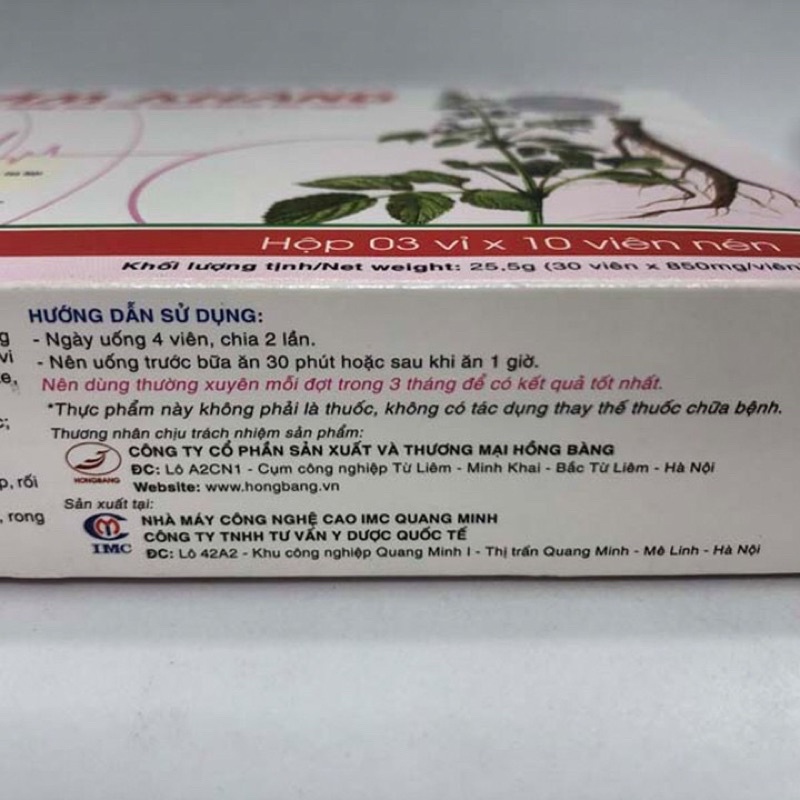 KHANG
Hộp 03 vỉ x 10 viên nén
Khối lượng tịnh/Net weight: 25,5g (30 viên x 850mg/viên
HƯỚNG DẪN SỬ DỤNG:
- Ngày uống 4 viên, chia 2 lần.
- Nên uống trước bữa ăn 30 phút hoặc sau khi ăn 1 giờ.
Nên dùng thường xuyên mỗi đợt trong 3 tháng để có kết quả tốt nhất.
*Thực phẩm này không phải là thuốc, không có tác dụng thay thế thuốc chữa bệnh.
Thương nhân chịu trách nhiệm sản phẩm:
HONGBANG
CÔNG TY CỔ PHẦN SẢN XUẤT VÀ THƯƠNG MẠI HỒNG BÀNG
ĐC: Lô A2CN1 - Cụm công nghiệp Từ Liêm - Minh Khai - Bắc Từ Liêm - Hà Nội
Website: www.hongbang.vn
Sản xuất tại:
IMC
NHÀ MÁY CÔNG NGHỆ CAO IMC QUANG MINH
CÔNG TY TNHH TƯ VẤN Y DƯỢC QUỐC TẾ
ĐC: Lô 42A2 - Khu công nghiệp Quang Minh I - Thị trấn Quang Minh - Mê Linh - Hà Nội
vi
rối
, rong